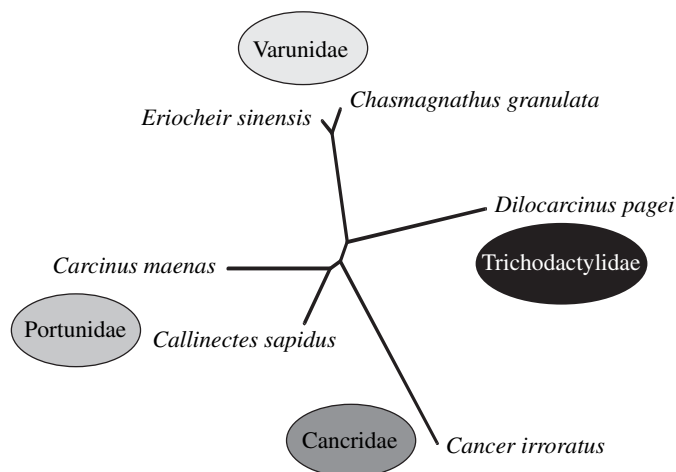 Varunidae
Chasmagnathus granulata
Eriocheir sinensis
Dilocarcinus pagei
Trichodactylidae
Carcinus maenas
Portunidae
Callinectes sapidus
Cancridae
Cancer irroratus